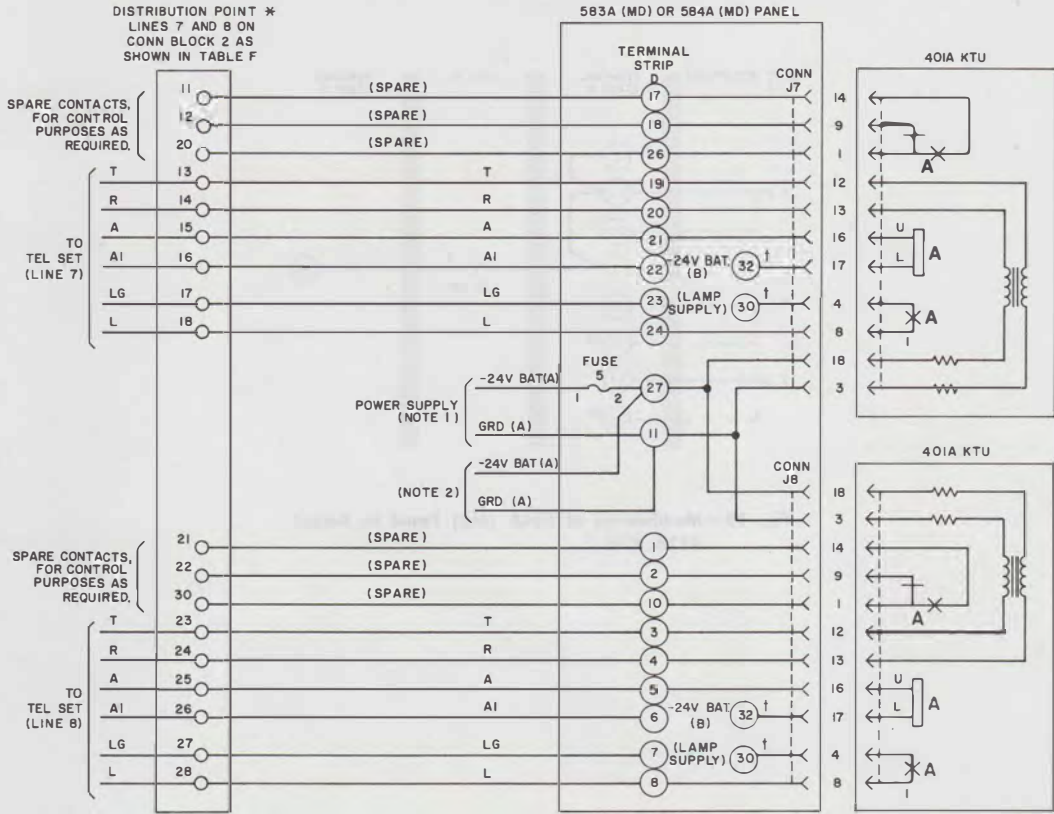 DISTRIBUTION POINT *
LINES 7 AND 8 ON
CONN BLOCK 2 AS
SHOWN IN TABLE F
583A (MD) OR 584A (MD) PANEL
TERMINAL
STRIP
D
CONN
J7
401A KTU
SPARE CONTACTS,
FOR CONTROL
PURPOSES AS
REQUIRED.
11 (SPARE) 17 14
12 (SPARE) 18 9
20 (SPARE) 26 1
A
TO
TEL SET
(LINE 7)
T 13 T 19 12
R 14 R 20 13
A 15 A 21 16 U
A
A1 16 A1 22 -24V BAT. (B) 32 † 17 L
LG 17 LG 23 (LAMP SUPPLY) 30 † 4
A
L 18 L 24 8 1
18
3
FUSE
5
-24V BAT(A) 1 2 27
POWER SUPPLY
(NOTE 1)
GRD (A) 11
-24V BAT (A)
(NOTE 2)
GRD (A)
CONN
J8
401A KTU
18
3
SPARE CONTACTS,
FOR CONTROL
PURPOSES AS
REQUIRED.
21 (SPARE) 1 14
22 (SPARE) 2 9
30 (SPARE) 10 1
A
TO
TEL SET
(LINE 8)
T 23 T 3 12
R 24 R 4 13
A 25 A 5 16 U
A
A1 26 A1 6 -24V BAT. (B) 32 † 17 L
LG 27 LG 7 (LAMP SUPPLY) 30 † 4
A
L 28 L 8 8 1